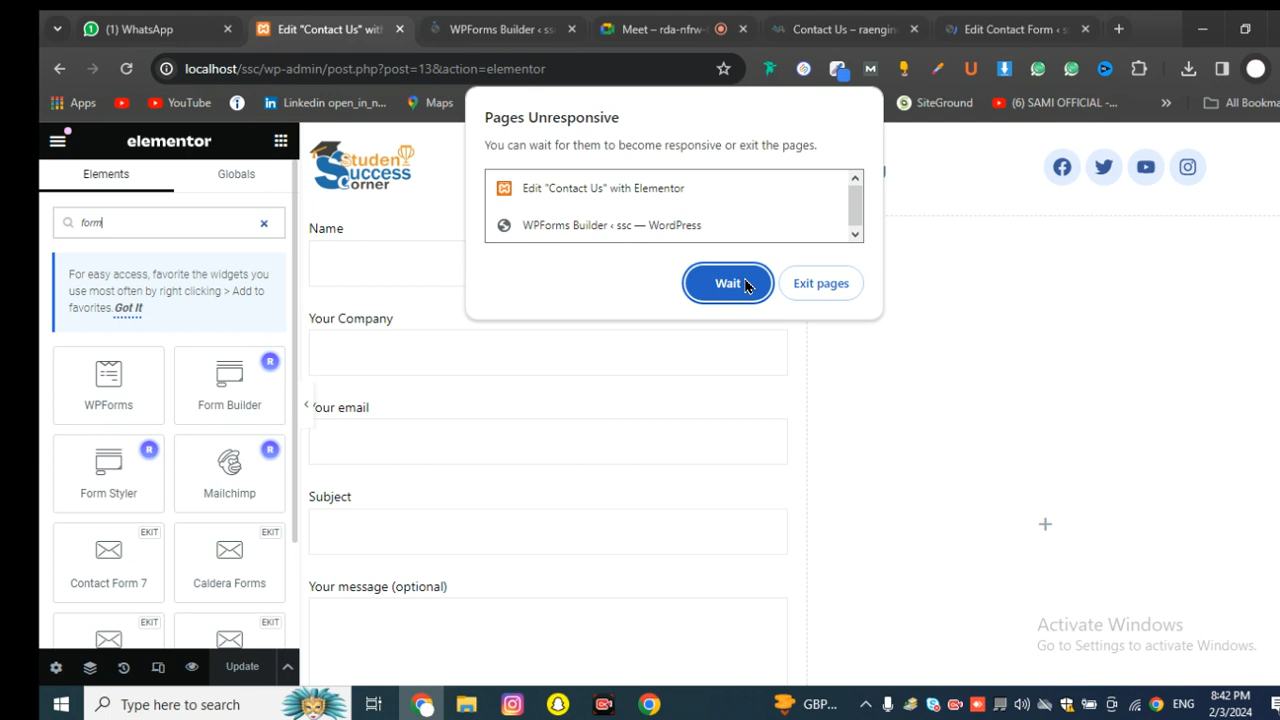 (1) WhatsApp
Edit "Contact Us" wit
WPForms Builder ‹ ss
Meet – rda-nfrw-
Contact Us – raengin
Edit Contact Form ‹ s
localhost/ssc/wp-admin/post.php?post=13&action=elementor
Apps
YouTube
Linkedin open_in_n...
Maps
SiteGround
(6) SAMI OFFICIAL -...
»
All Bookma
elementor
Elements
Globals
form
For easy access, favorite the widgets you
use most often by right clicking > Add to
favorites. Got It
WPForms
R
Form Builder
R
Form Styler
R
Mailchimp
EKIT
Contact Form 7
EKIT
Caldera Forms
EKIT
EKIT
Update
Studen
Success
Corner
Name
Your Company
Your email
Subject
Your message (optional)
Pages Unresponsive
You can wait for them to become responsive or exit the pages.
Edit "Contact Us" with Elementor
WPForms Builder ‹ ssc — WordPress
Wait
Exit pages
Activate Windows
Go to Settings to activate Windows.
Type here to search
GBP...
ENG
8:42 PM
2/3/2024